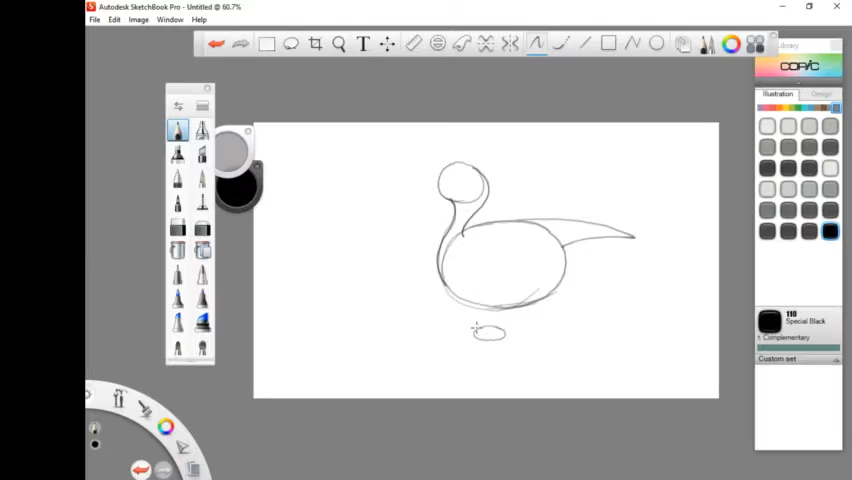 Autodesk SketchBook Pro - Untitled @ 60.7%
File Edit Image Window Help
T
Library
COPIC
Illustration Design
110
Special Black
1. Complementary
Custom set